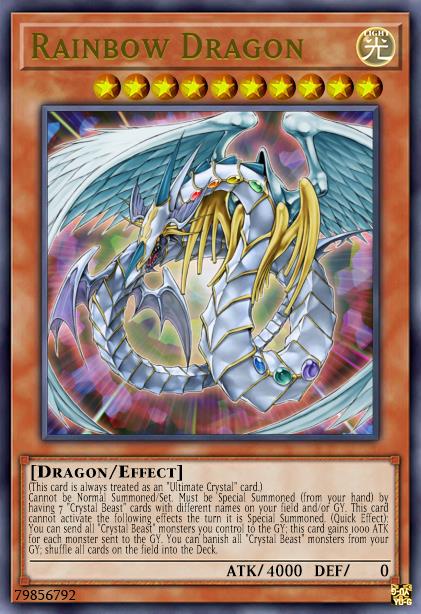 RAINBOW DRAGON
LIGHT
光
[DRAGON/EFFECT]
(This card is always treated as an "Ultimate Crystal" card.)
Cannot be Normal Summoned/Set. Must be Special Summoned (from your hand) by
having 7 "Crystal Beast" cards with different names on your field and/or GY. This card
cannot activate the following effects the turn it is Special Summoned. (Quick Effect):
You can send all "Crystal Beast" monsters you control to the GY; this card gains 1000 ATK
for each monster sent to the GY. You can banish all "Crystal Beast" monsters from your
GY; shuffle all cards on the field into the Deck.
ATK/4000 DEF/ 0
79856792